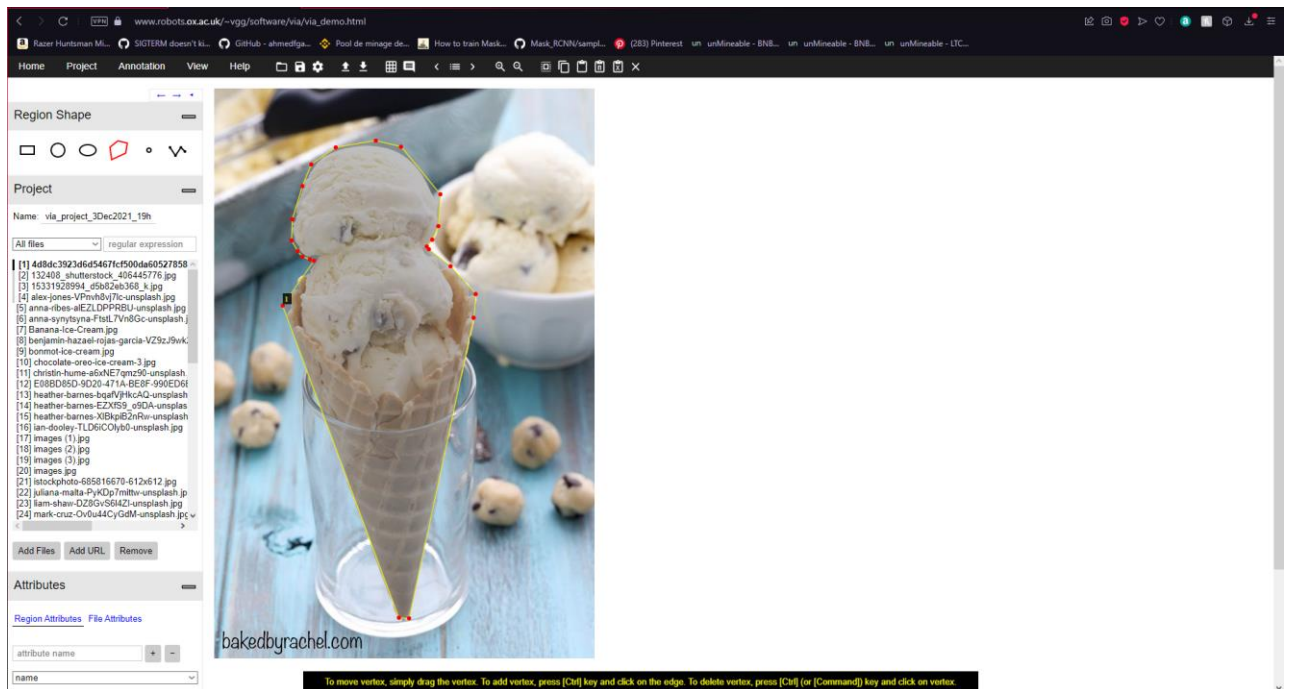 VPN www.robots.ox.ac.uk/~vgg/software/via/via_demo.html
Razer Huntsman Mi... SIGTERM doesn't ki... GitHub - ahmedfga... Pool de minage de... How to train Mask... Mask_RCNN/sampl... (283) Pinterest unMineable - BNB... unMineable - BNB... unMineable - LTC...
Home Project Annotation View Help
Region Shape
Project
Name: via_project_3Dec2021_19h
All files regular expression
[1] 4d8dc3923d6d5467fcf500da60527858
[2] 132408_shutterstock_406445776.jpg
[3] 15331928994_d5b82eb368_k.jpg
[4] alex-jones-VPnvh8vj7lc-unsplash.jpg
[5] anna-ribes-alEZLDPPRBU-unsplash.jpg
[6] anna-synytsyna-FtstL7Vn8Gc-unsplash.j
[7] Banana-Ice-Cream.jpg
[8] benjamin-hazael-rojas-garcia-VZ9zJ9wk
[9] bonmot-ice-cream.jpg
[10] chocolate-oreo-ice-cream-3.jpg
[11] christin-hume-a6xNE7qmz90-unsplash.
[12] E08BD85D-9D20-471A-BE8F-990ED6E
[13] heather-barnes-bqafVjHkcAQ-unsplash
[14] heather-barnes-EZXfS9_o9DA-unsplas
[15] heather-barnes-XlBkpiB2nRw-unsplash
[16] ian-dooley-TLD6iCOlyb0-unsplash.jpg
[17] images (1).jpg
[18] images (2).jpg
[19] images (3).jpg
[20] images.jpg
[21] istockphoto-685816670-612x612.jpg
[22] juliana-malta-PyKDp7mittw-unsplash.jp
[23] liam-shaw-DZ8GvS6I4ZI-unsplash.jpg
[24] mark-cruz-Ov0u44CyGdM-unsplash.jpg
Add Files Add URL Remove
Attributes
Region Attributes File Attributes
attribute name + −
name
1
bakedbyrachel.com
To move vertex, simply drag the vertex. To add vertex, press [Ctrl] key and click on the edge. To delete vertex, press [Ctrl] (or [Command]) key and click on vertex.